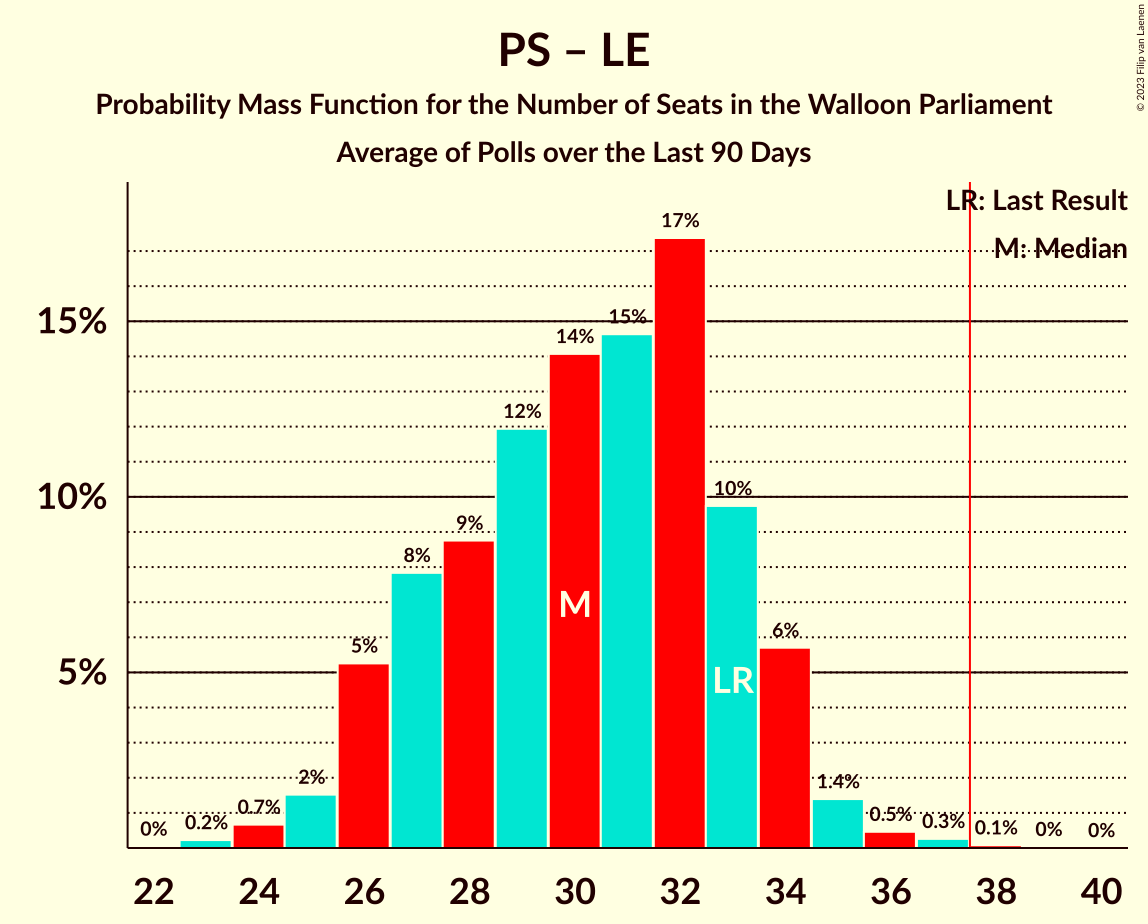 PS – LE
Probability Mass Function for the Number of Seats in the Walloon Parliament
Average of Polls over the Last 90 Days
© 2023 Filip van Laenen
LR: Last Result
M: Median
15%
10%
5%
0%
0.2%
0.7%
2%
5%
8%
9%
12%
14%
15%
17%
10%
6%
1.4%
0.5%
0.3%
0.1%
0%
0%
M
LR
22 24 26 28 30 32 34 36 38 40